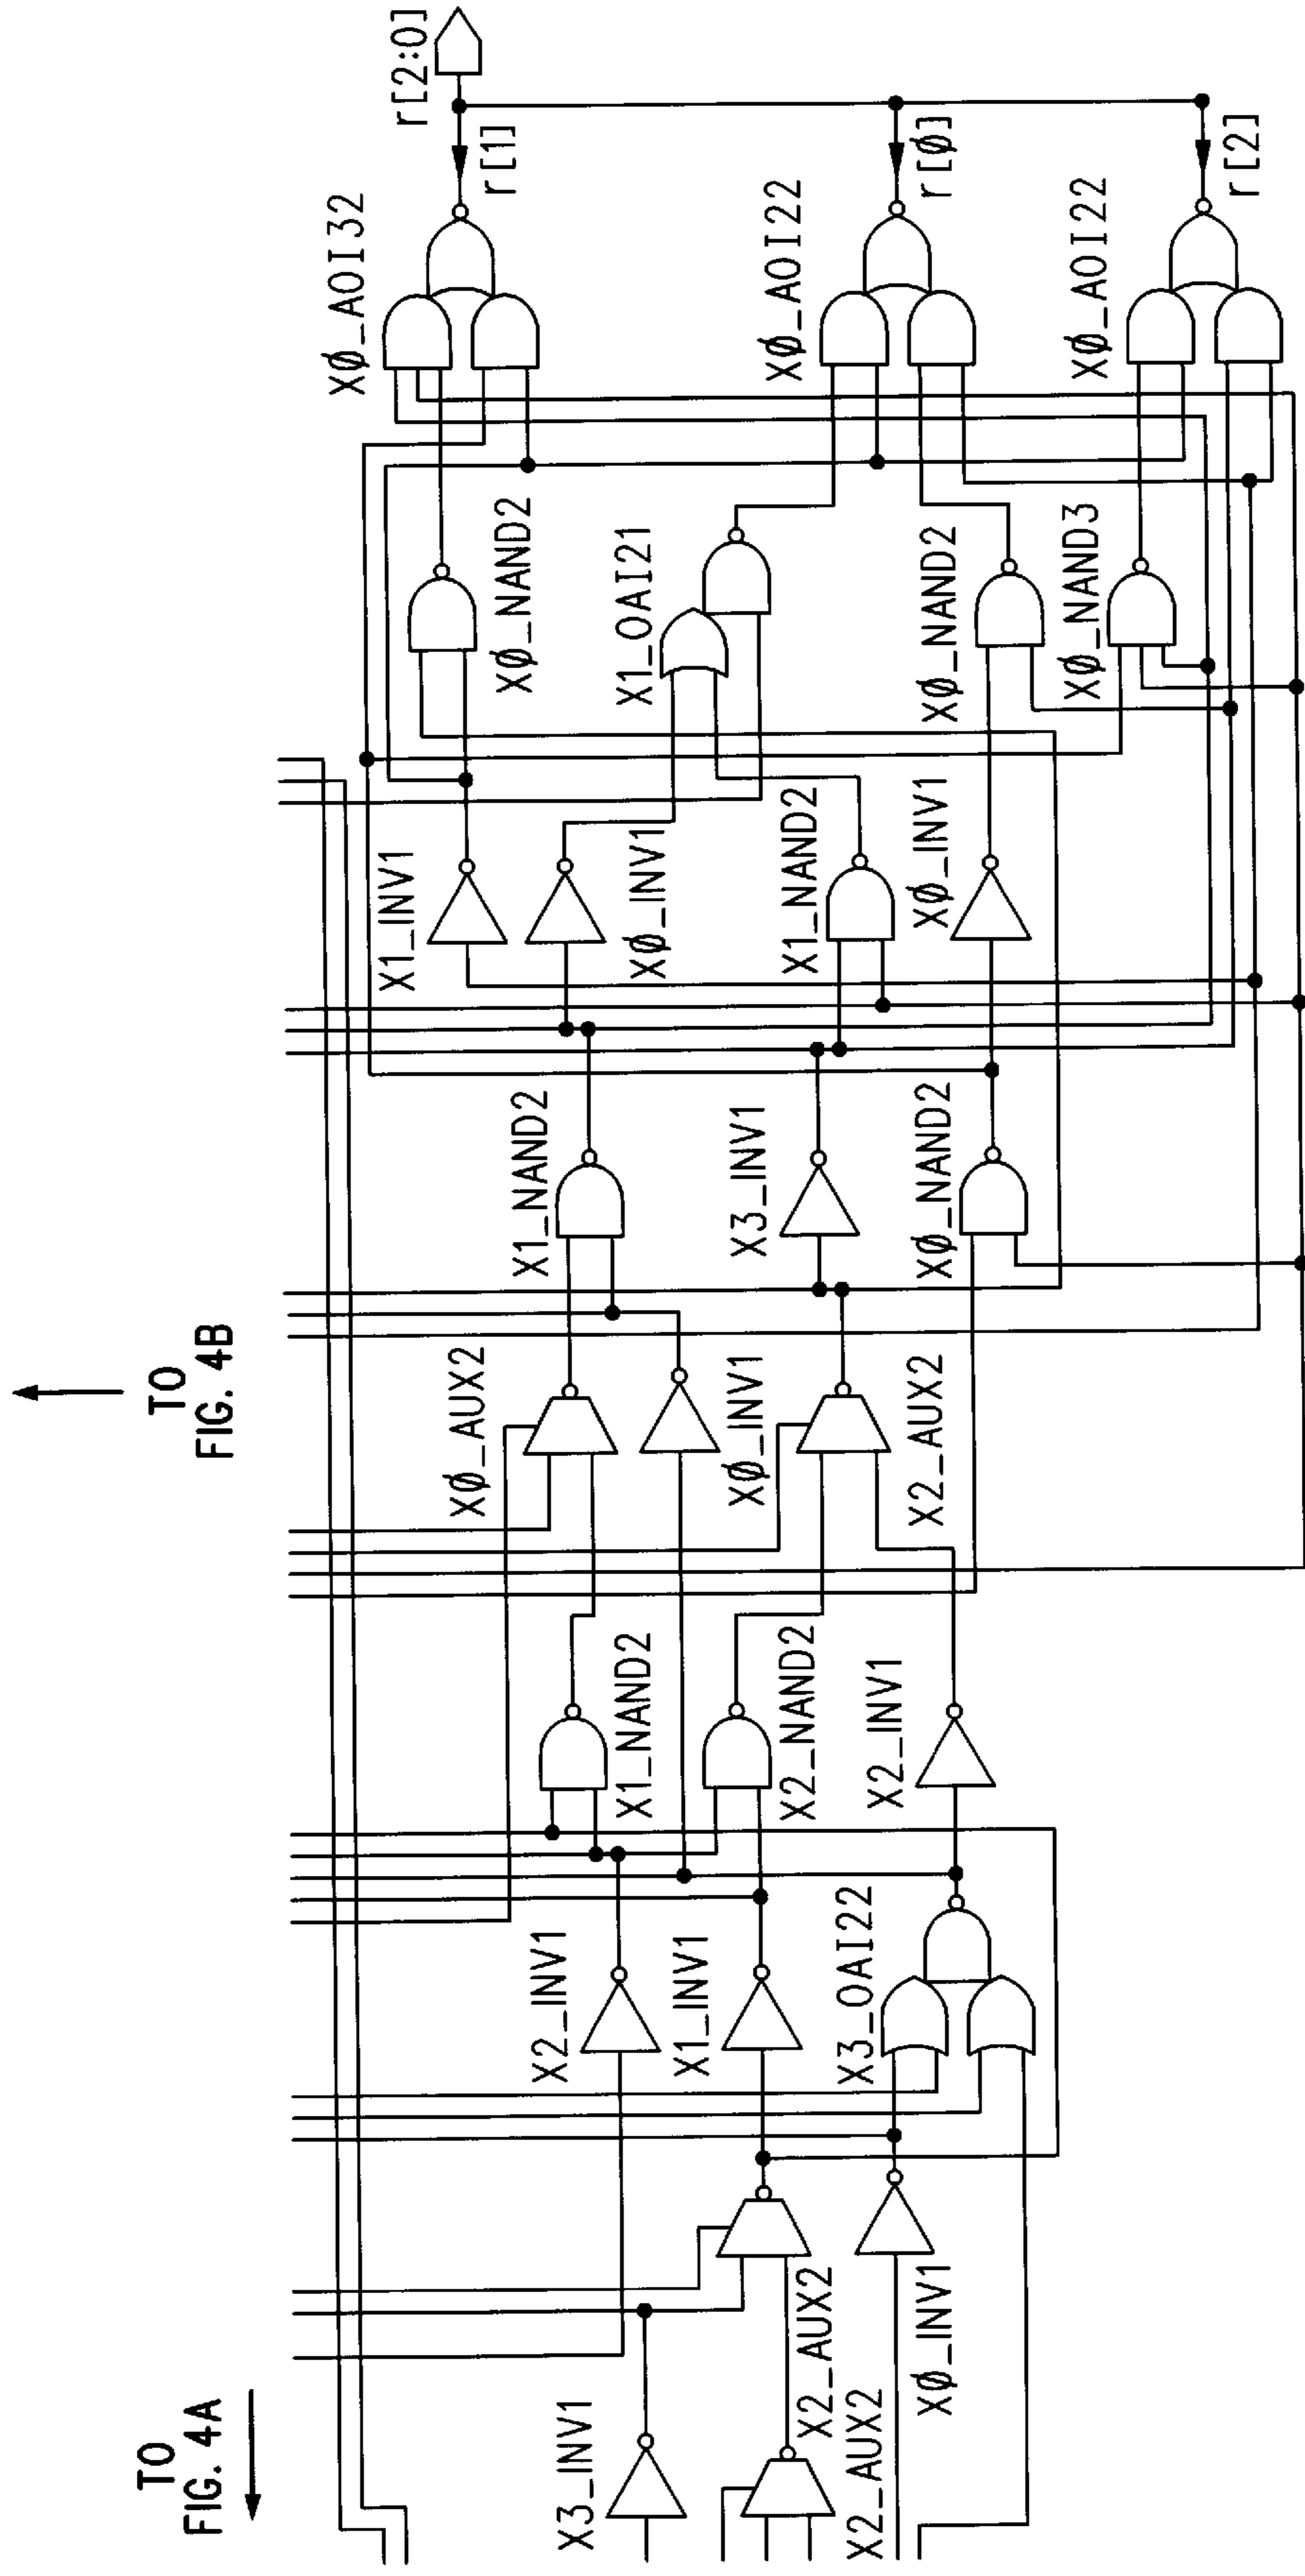 TO
FIG. 4A
TO
FIG. 4B
X3_INV1
X2_AUX2
X2_AUX2
XØ_INV1
X2_INV1
X1_INV1
X3_OAI22
X1_NAND2
X2_NAND2
X2_INV1
XØ_AUX2
XØ_INV1
X2_AUX2
X1_NAND2
X3_INV1
XØ_NAND2
X1_INV1
XØ_INV1
X1_NAND2
XØ_INV1
XØ_NAND2
X1_OAI21
XØ_NAND2
XØ_NAND3
XØ_AOI32
XØ_AOI22
XØ_AOI22
r[2:0]
r[1]
r[Ø]
r[2]